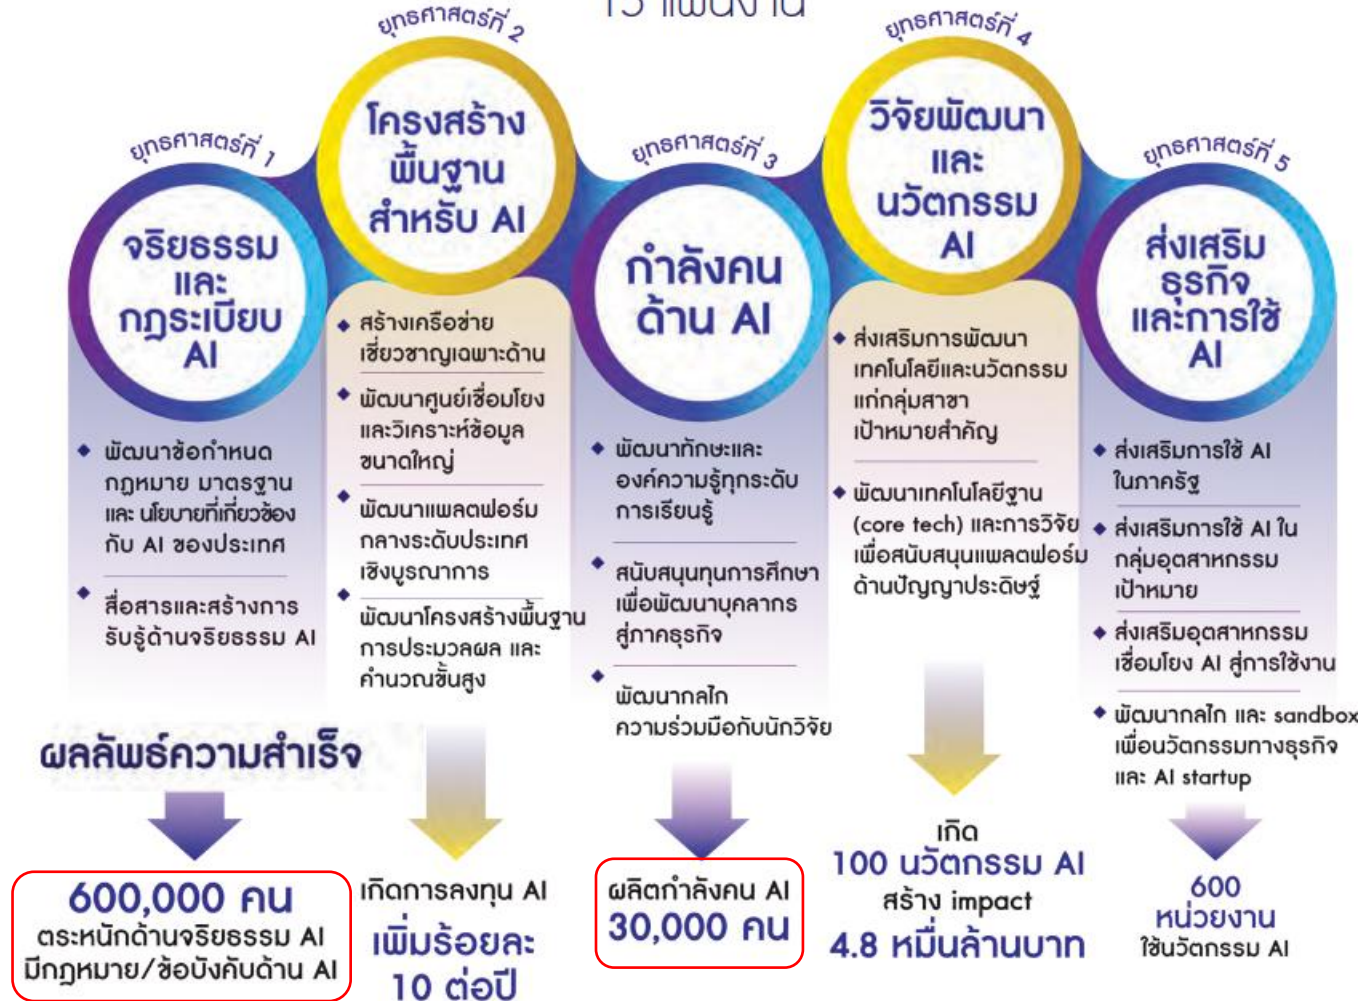 15 แผนงาน
ยุทธศาสตร์ที่ 1
จริยธรรม
และ
กฎระเบียบ
AI
พัฒนาข้อกำหนด
กฎหมาย มาตรฐาน
และ นโยบายที่เกี่ยวข้อง
กับ AI ของประเทศ
สื่อสารและสร้างการ
รับรู้ด้านจริยธรรม AI
ยุทธศาสตร์ที่ 2
โครงสร้าง
พื้นฐาน
สำหรับ AI
สร้างเครือข่าย
เชี่ยวชาญเฉพาะด้าน
พัฒนาศูนย์เชื่อมโยง
และวิเคราะห์ข้อมูล
ขนาดใหญ่
พัฒนาแพลตฟอร์ม
กลางระดับประเทศ
เชิงบูรณาการ
พัฒนาโครงสร้างพื้นฐาน
การประมวลผล และ
คำนวณขั้นสูง
ยุทธศาสตร์ที่ 3
กำลังคน
ด้าน AI
พัฒนาทักษะและ
องค์ความรู้ทุกระดับ
การเรียนรู้
สนับสนุนทุนการศึกษา
เพื่อพัฒนาบุคลากร
สู่ภาคธุรกิจ
พัฒนากลไก
ความร่วมมือกับนักวิจัย
ยุทธศาสตร์ที่ 4
วิจัยพัฒนา
และ
นวัตกรรม
AI
ส่งเสริมการพัฒนา
เทคโนโลยีและนวัตกรรม
แก่กลุ่มสาขา
เป้าหมายสำคัญ
พัฒนาเทคโนโลยีฐาน
(core tech) และการวิจัย
เพื่อสนับสนุนแพลตฟอร์ม
ด้านปัญญาประดิษฐ์
ยุทธศาสตร์ที่ 5
ส่งเสริม
ธุรกิจ
และการใช้
AI
ส่งเสริมการใช้ AI
ในภาครัฐ
ส่งเสริมการใช้ AI ใน
กลุ่มอุตสาหกรรม
เป้าหมาย
ส่งเสริมอุตสาหกรรม
เชื่อมโยง AI สู่การใช้งาน
พัฒนากลไก และ sandbox
เพื่อนวัตกรรมทางธุรกิจ
และ AI startup
ผลลัพธ์ความสำเร็จ
600,000 คน
ตระหนักด้านจริยธรรม AI
มีกฎหมาย/ข้อบังคับด้าน AI
เกิดการลงทุน AI
เพิ่มร้อยละ
10 ต่อปี
ผลิตกำลังคน AI
30,000 คน
เกิด
100 นวัตกรรม AI
สร้าง impact
4.8 หมื่นล้านบาท
600
หน่วยงาน
ใช้นวัตกรรม AI